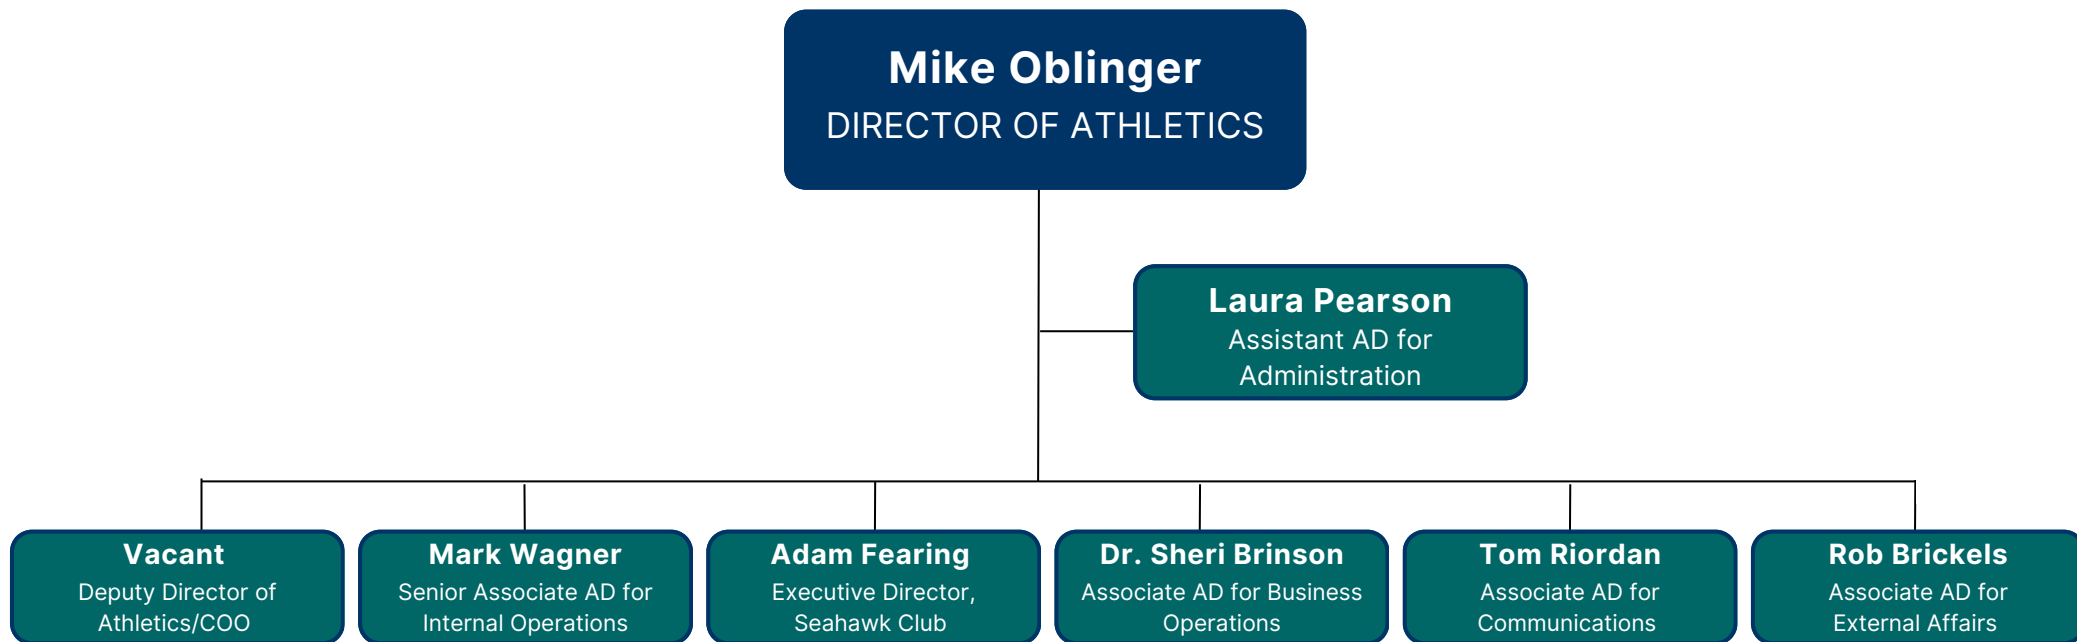 Mike Oblinger
DIRECTOR OF ATHLETICS
Laura Pearson
Assistant AD for
Administration
Vacant
Deputy Director of
Athletics/COO
Mark Wagner
Senior Associate AD for
Internal Operations
Adam Fearing
Executive Director,
Seahawk Club
Dr. Sheri Brinson
Associate AD for Business
Operations
Tom Riordan
Associate AD for
Communications
Rob Brickels
Associate AD for
External Affairs